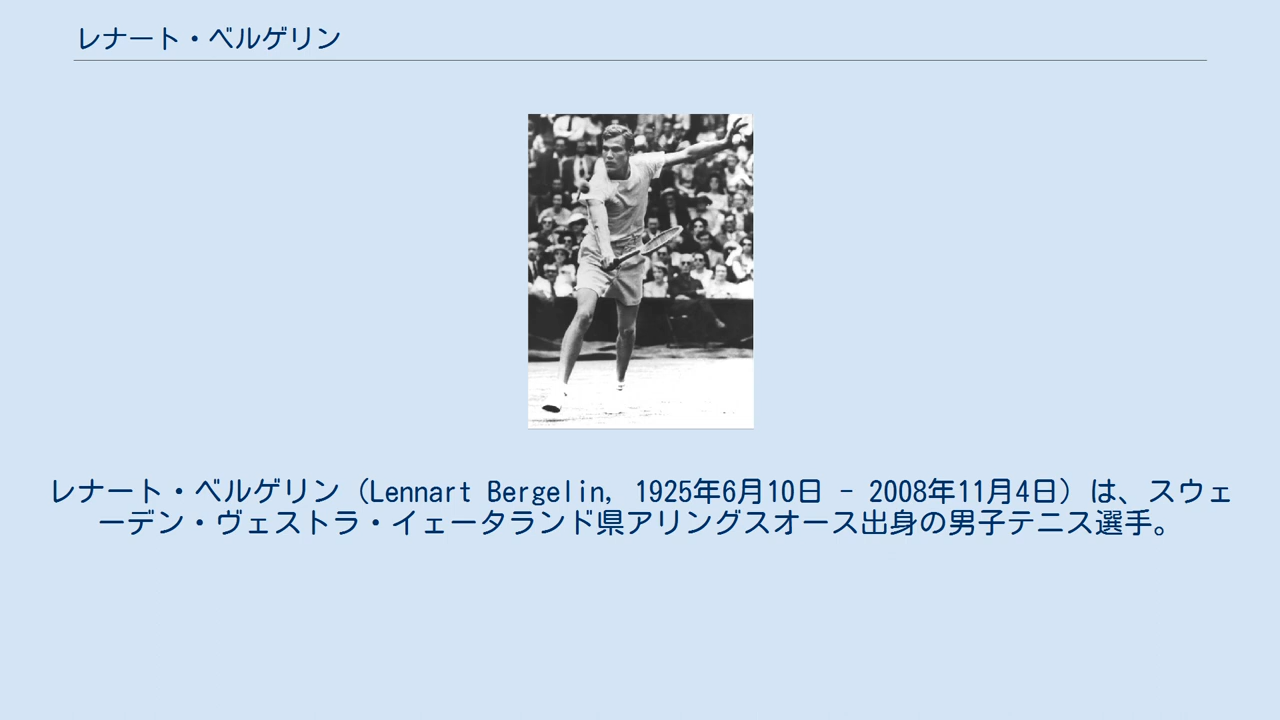 レナート・ベルゲリン
レナート・ベルゲリン（Lennart Bergelin, 1925年6月10日 - 2008年11月4日）は、スウェ
ーデン・ヴェストラ・イェータランド県アリングスオース出身の男子テニス選手。